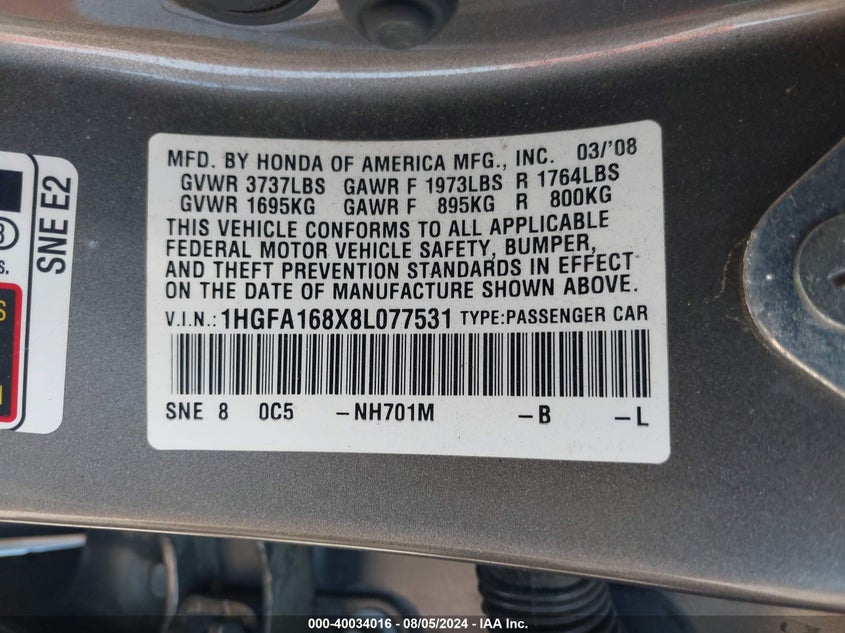 MFD. BY HONDA OF AMERICA MFG., INC. 03/'08
GVWR 3737LBS GAWR F 1973LBS R 1764LBS
GVWR 1695KG GAWR F 895KG R 800KG
THIS VEHICLE CONFORMS TO ALL APPLICABLE
FEDERAL MOTOR VEHICLE SAFETY, BUMPER,
AND THEFT PREVENTION STANDARDS IN EFFECT
ON THE DATE OF MANUFACTURE SHOWN ABOVE.
V.I.N.: 1HGFA168X8L077531 TYPE:PASSENGER CAR
SNE 8 0C5 -NH701M -B -L
SNE E2
000-40034016 - 08/05/2024 - IAA Inc.